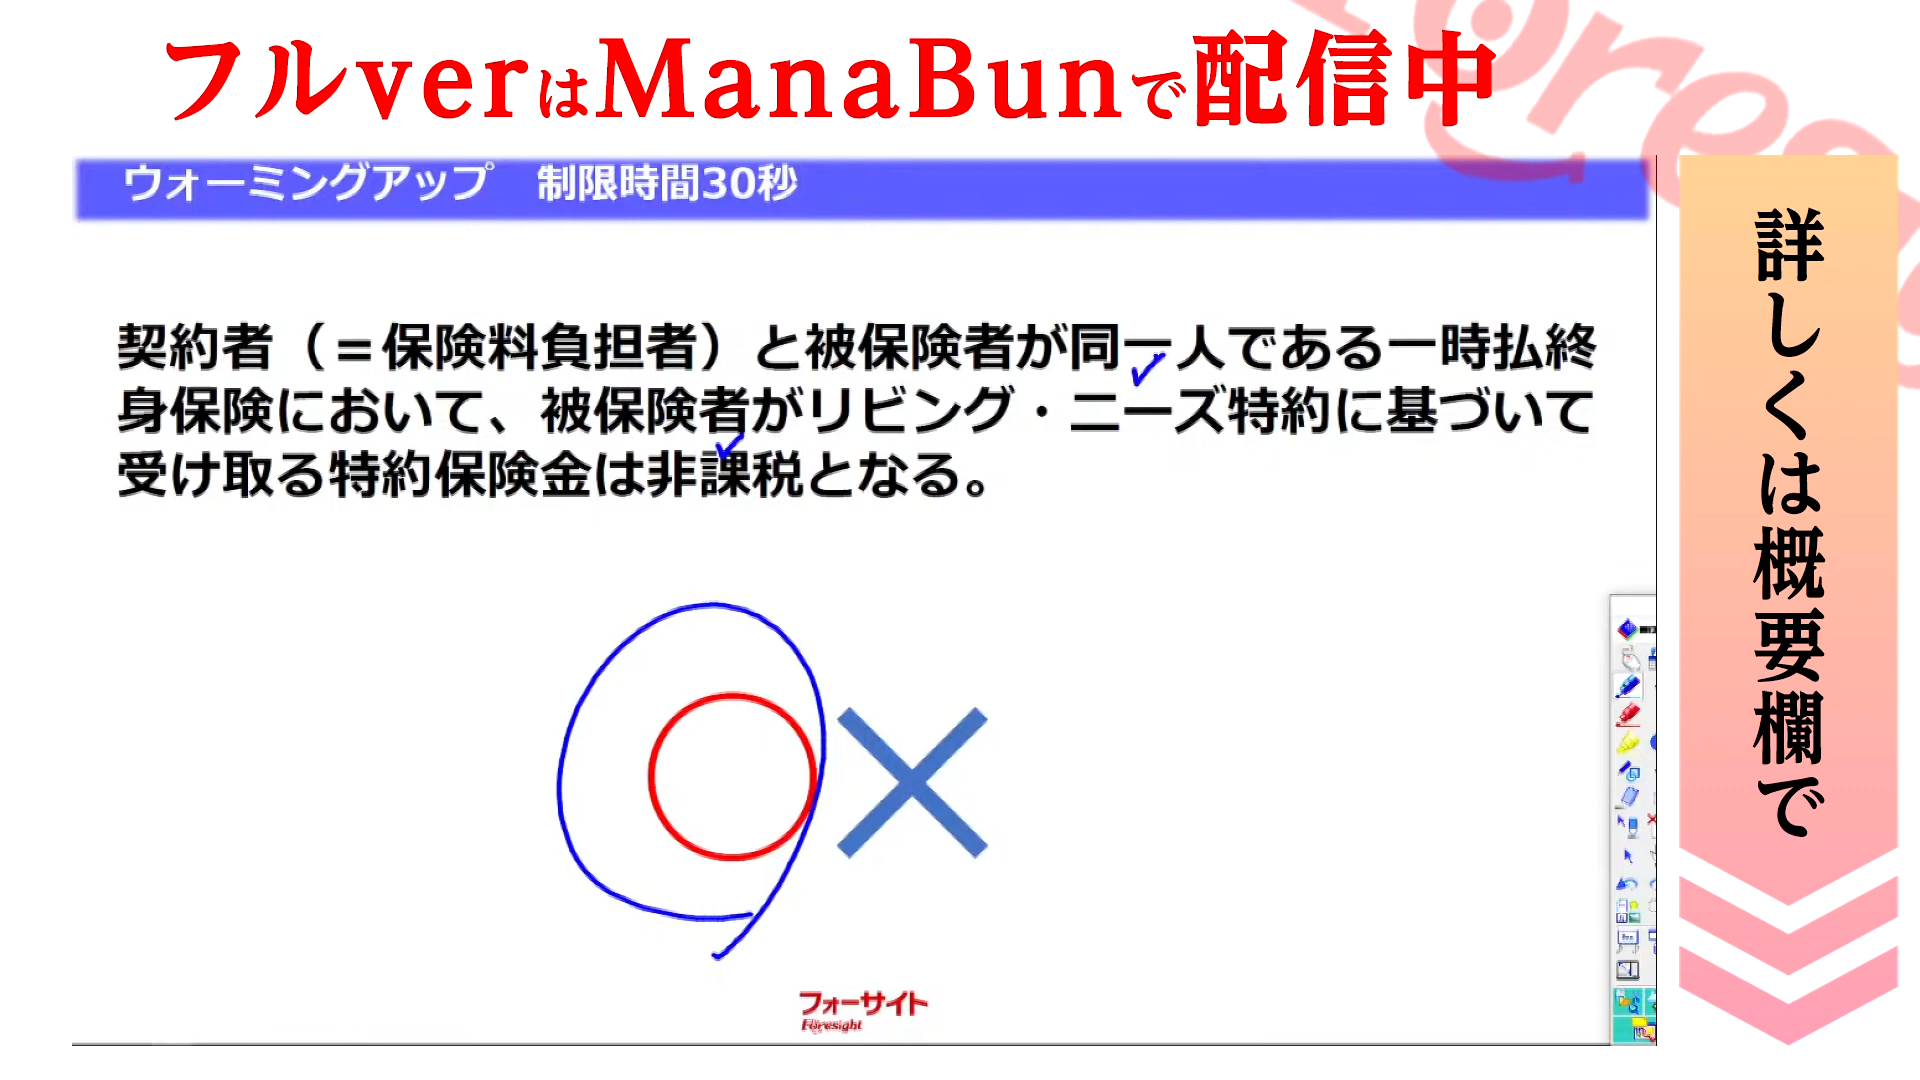 フルverはManaBunで配信中
ウォーミングアップ　制限時間30秒
契約者（＝保険料負担者）と被保険者が同一人である一時払終
身保険において、被保険者がリビング・ニーズ特約に基づいて
受け取る特約保険金は非課税となる。
フォーサイト
Foresight
詳しくは概要欄で